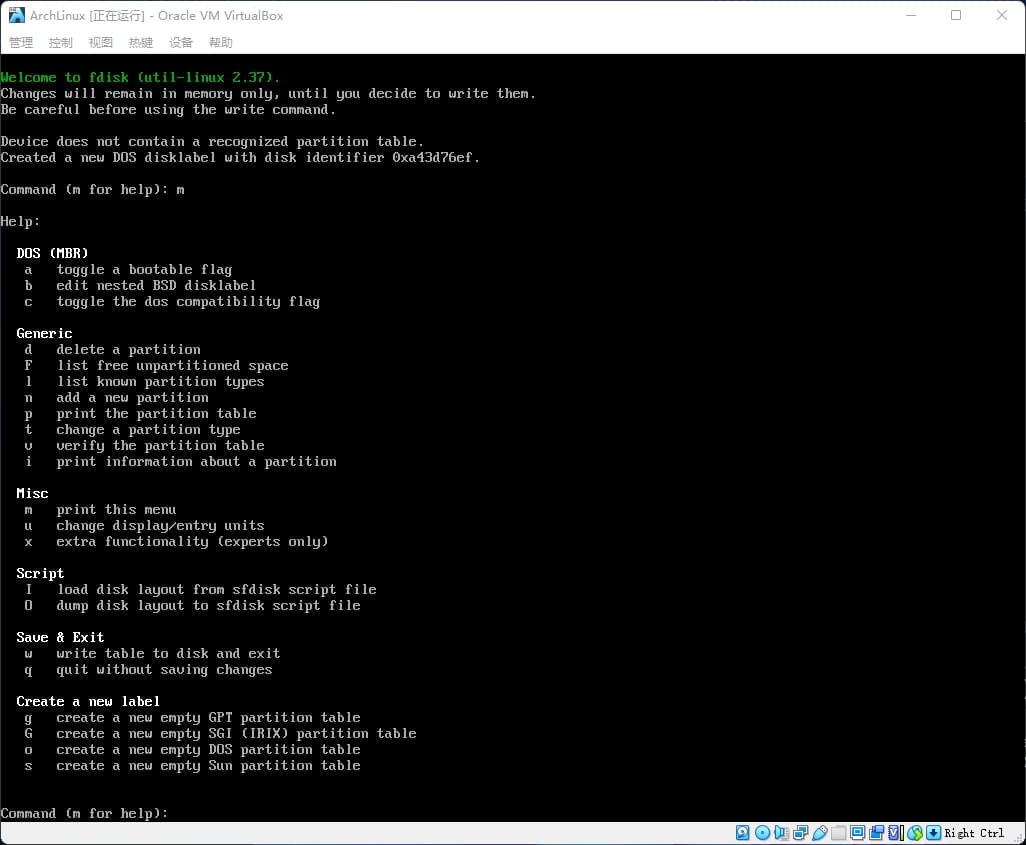 ArchLinux [正在运行] - Oracle VM VirtualBox
管理 控制 视图 热键 设备 帮助
Welcome to fdisk (util-linux 2.37).
Changes will remain in memory only, until you decide to write them.
Be careful before using the write command.
Device does not contain a recognized partition table.
Created a new DOS disklabel with disk identifier 0xa43d76ef.
Command (m for help): m
Help:
DOS (MBR)
a toggle a bootable flag
b edit nested BSD disklabel
c toggle the dos compatibility flag
Generic
d delete a partition
F list free unpartitioned space
l list known partition types
n add a new partition
p print the partition table
t change a partition type
v verify the partition table
i print information about a partition
Misc
m print this menu
u change display/entry units
x extra functionality (experts only)
Script
I load disk layout from sfdisk script file
O dump disk layout to sfdisk script file
Save & Exit
w write table to disk and exit
q quit without saving changes
Create a new label
g create a new empty GPT partition table
G create a new empty SGI (IRIX) partition table
o create a new empty DOS partition table
s create a new empty Sun partition table
Command (m for help):
Right Ctrl